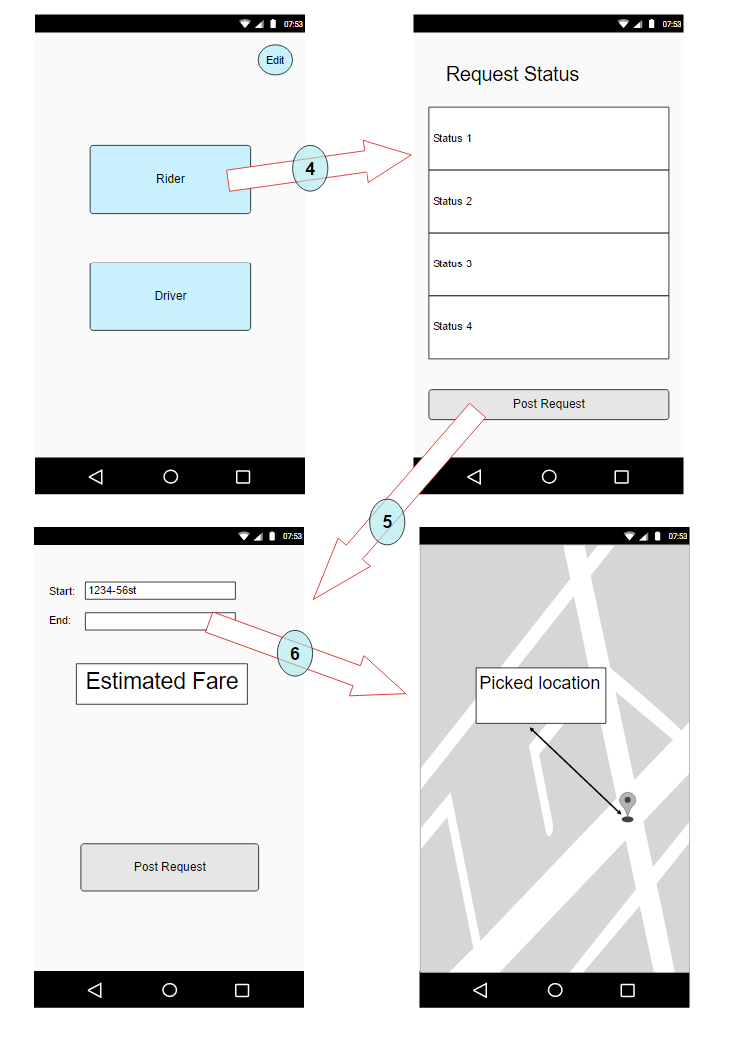 07:53
Edit
Rider
4
Driver
07:53
Request Status
Status 1
Status 2
Status 3
Status 4
Post Request
5
07:53
Start: 1234-56st
End:
6
Estimated Fare
Post Request
07:53
Picked location